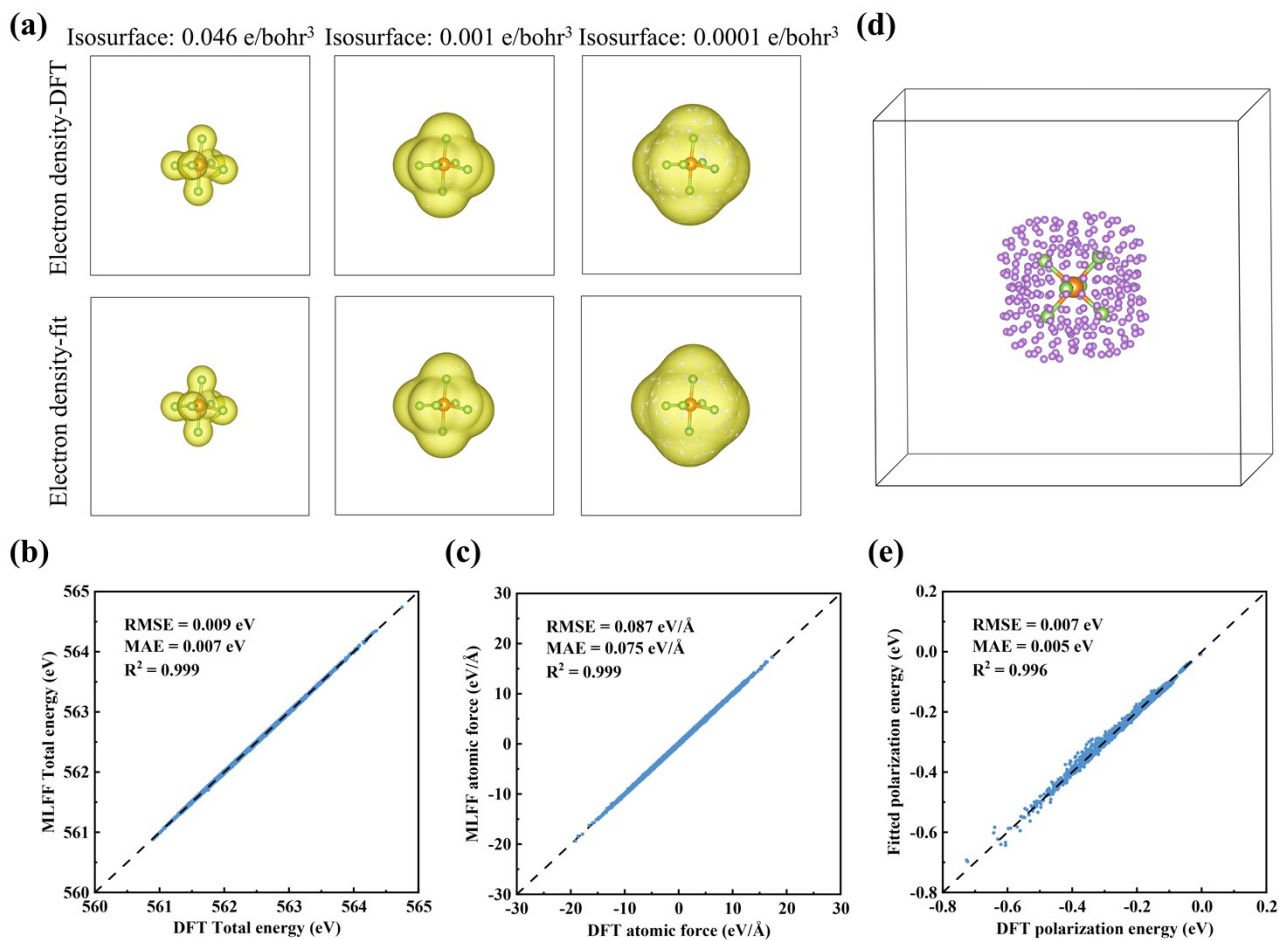 (a)
Isosurface: 0.046 e/bohr³ Isosurface: 0.001 e/bohr³ Isosurface: 0.0001 e/bohr³
Electron density-DFT
Electron density-fit
(d)
(b)
565
564
563
562
561
560
560 561 562 563 564 565
MLFF Total energy (eV)
DFT Total energy (eV)
RMSE = 0.009 eV
MAE = 0.007 eV
R² = 0.999
(c)
30
20
10
0
-10
-20
-30
-30 -20 -10 0 10 20 30
MLFF atomic force (eV/Å)
DFT atomic force (eV/Å)
RMSE = 0.087 eV/Å
MAE = 0.075 eV/Å
R² = 0.999
(e)
0.2
0.0
-0.2
-0.4
-0.6
-0.8
-0.8 -0.6 -0.4 -0.2 0.0 0.2
Fitted polarization energy (eV)
DFT polarization energy (eV)
RMSE = 0.007 eV
MAE = 0.005 eV
R² = 0.996